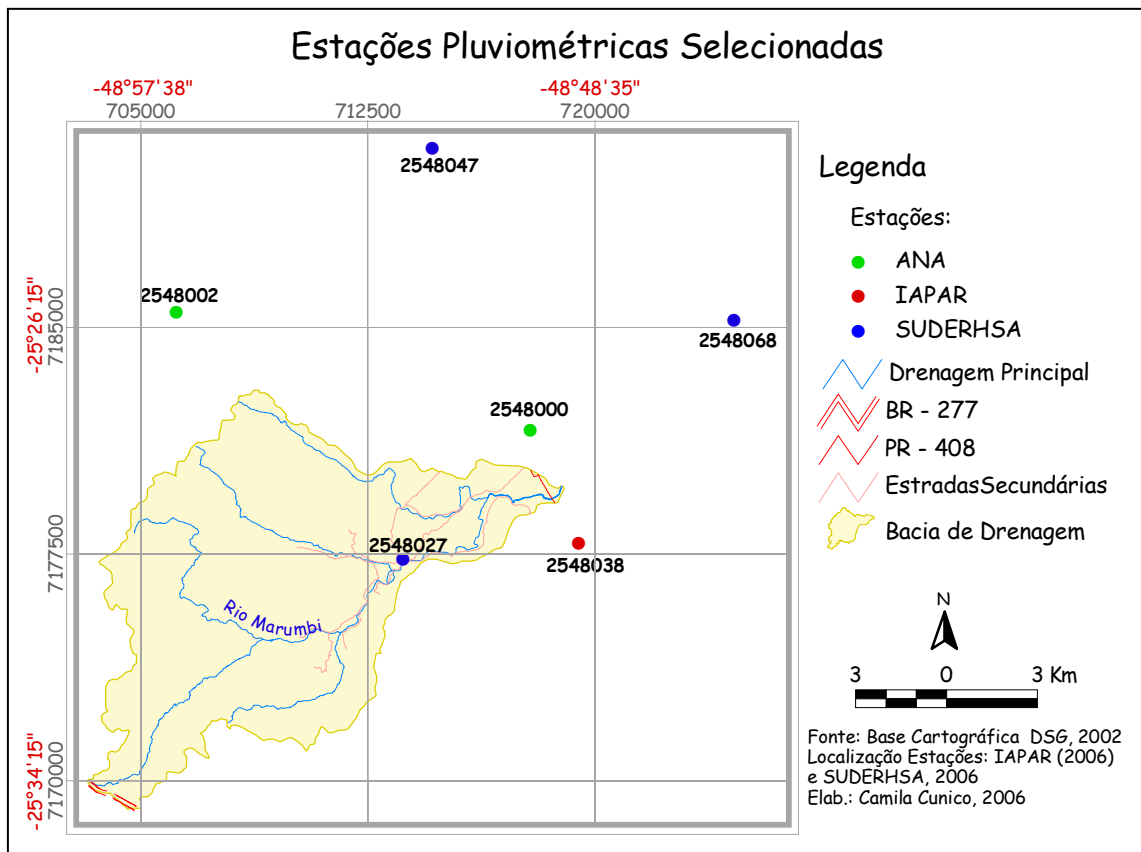 Estações Pluviométricas Selecionadas
-48°57'38"
-48°48'35"
705000
712500
720000
-25°26'15"
7185000
7177500
-25°34'15"
7170000
2548047
2548002
2548068
2548000
2548027
2548038
Rio Marumbi
Legenda
Estações:
ANA
IAPAR
SUDERHSA
Drenagem Principal
BR - 277
PR - 408
EstradasSecundárias
Bacia de Drenagem
N
3 0 3 Km
Fonte: Base Cartográfica DSG, 2002
Localização Estações: IAPAR (2006)
e SUDERHSA, 2006
Elab.: Camila Cunico, 2006